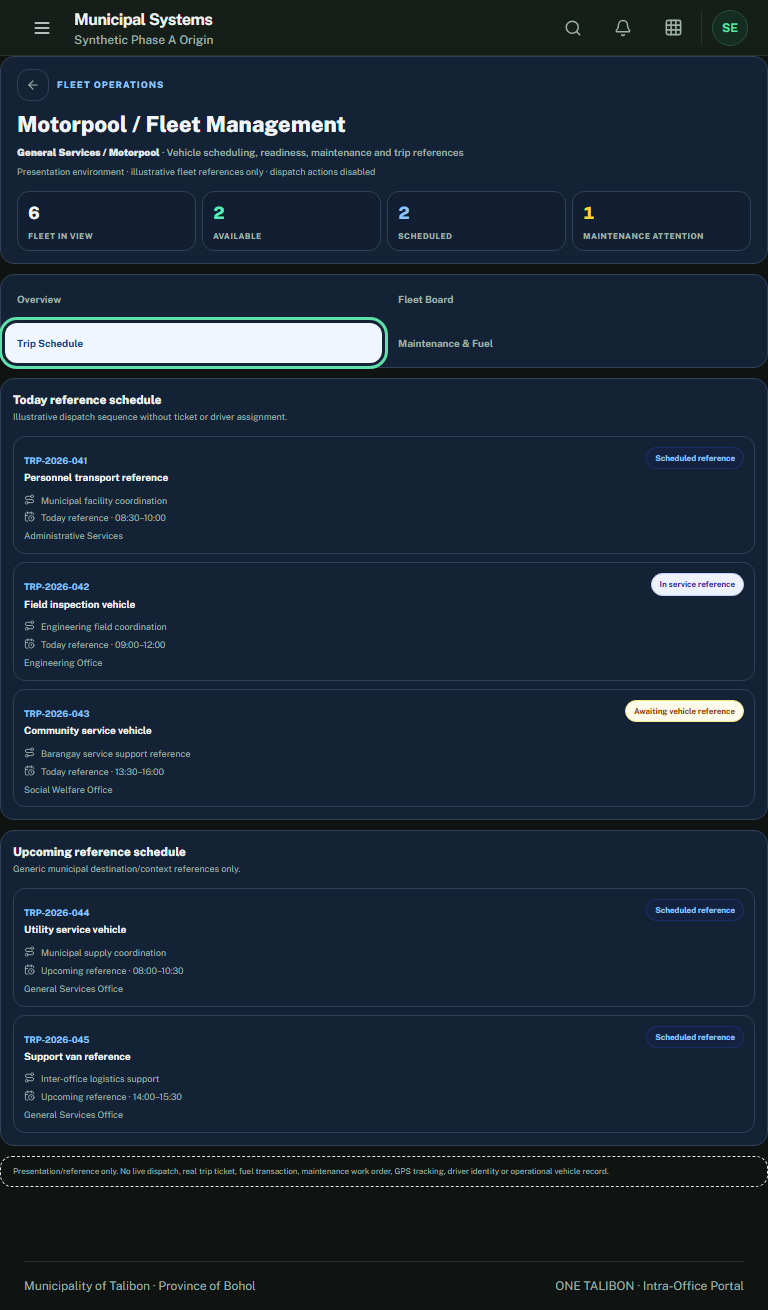 Municipal Systems
Synthetic Phase A Origin
SE
FLEET OPERATIONS
Motorpool / Fleet Management
General Services / Motorpool · Vehicle scheduling, readiness, maintenance and trip references
Presentation environment · illustrative fleet references only · dispatch actions disabled
6
FLEET IN VIEW
2
AVAILABLE
2
SCHEDULED
1
MAINTENANCE ATTENTION
Overview
Fleet Board
Trip Schedule
Maintenance & Fuel
Today reference schedule
Illustrative dispatch sequence without ticket or driver assignment.
TRP-2026-041
Scheduled reference
Personnel transport reference
Municipal facility coordination
Today reference · 08:30–10:00
Administrative Services
TRP-2026-042
In service reference
Field inspection vehicle
Engineering field coordination
Today reference · 09:00–12:00
Engineering Office
TRP-2026-043
Awaiting vehicle reference
Community service vehicle
Barangay service support reference
Today reference · 13:30–16:00
Social Welfare Office
Upcoming reference schedule
Generic municipal destination/context references only.
TRP-2026-044
Scheduled reference
Utility service vehicle
Municipal supply coordination
Upcoming reference · 08:00–10:30
General Services Office
TRP-2026-045
Scheduled reference
Support van reference
Inter-office logistics support
Upcoming reference · 14:00–15:30
General Services Office
Presentation/reference only. No live dispatch, real trip ticket, fuel transaction, maintenance work order, GPS tracking, driver identity or operational vehicle record.
Municipality of Talibon · Province of Bohol
ONE TALIBON · Intra-Office Portal